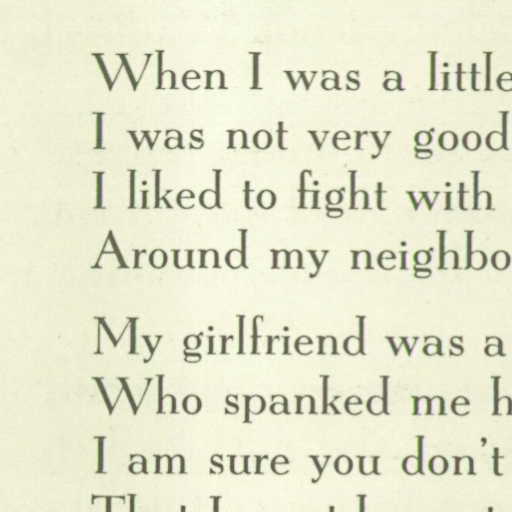 When I was a little
I was not very good
I liked to fight with
Around my neighbo
My girlfriend was a
Who spanked me h
I am sure you don't